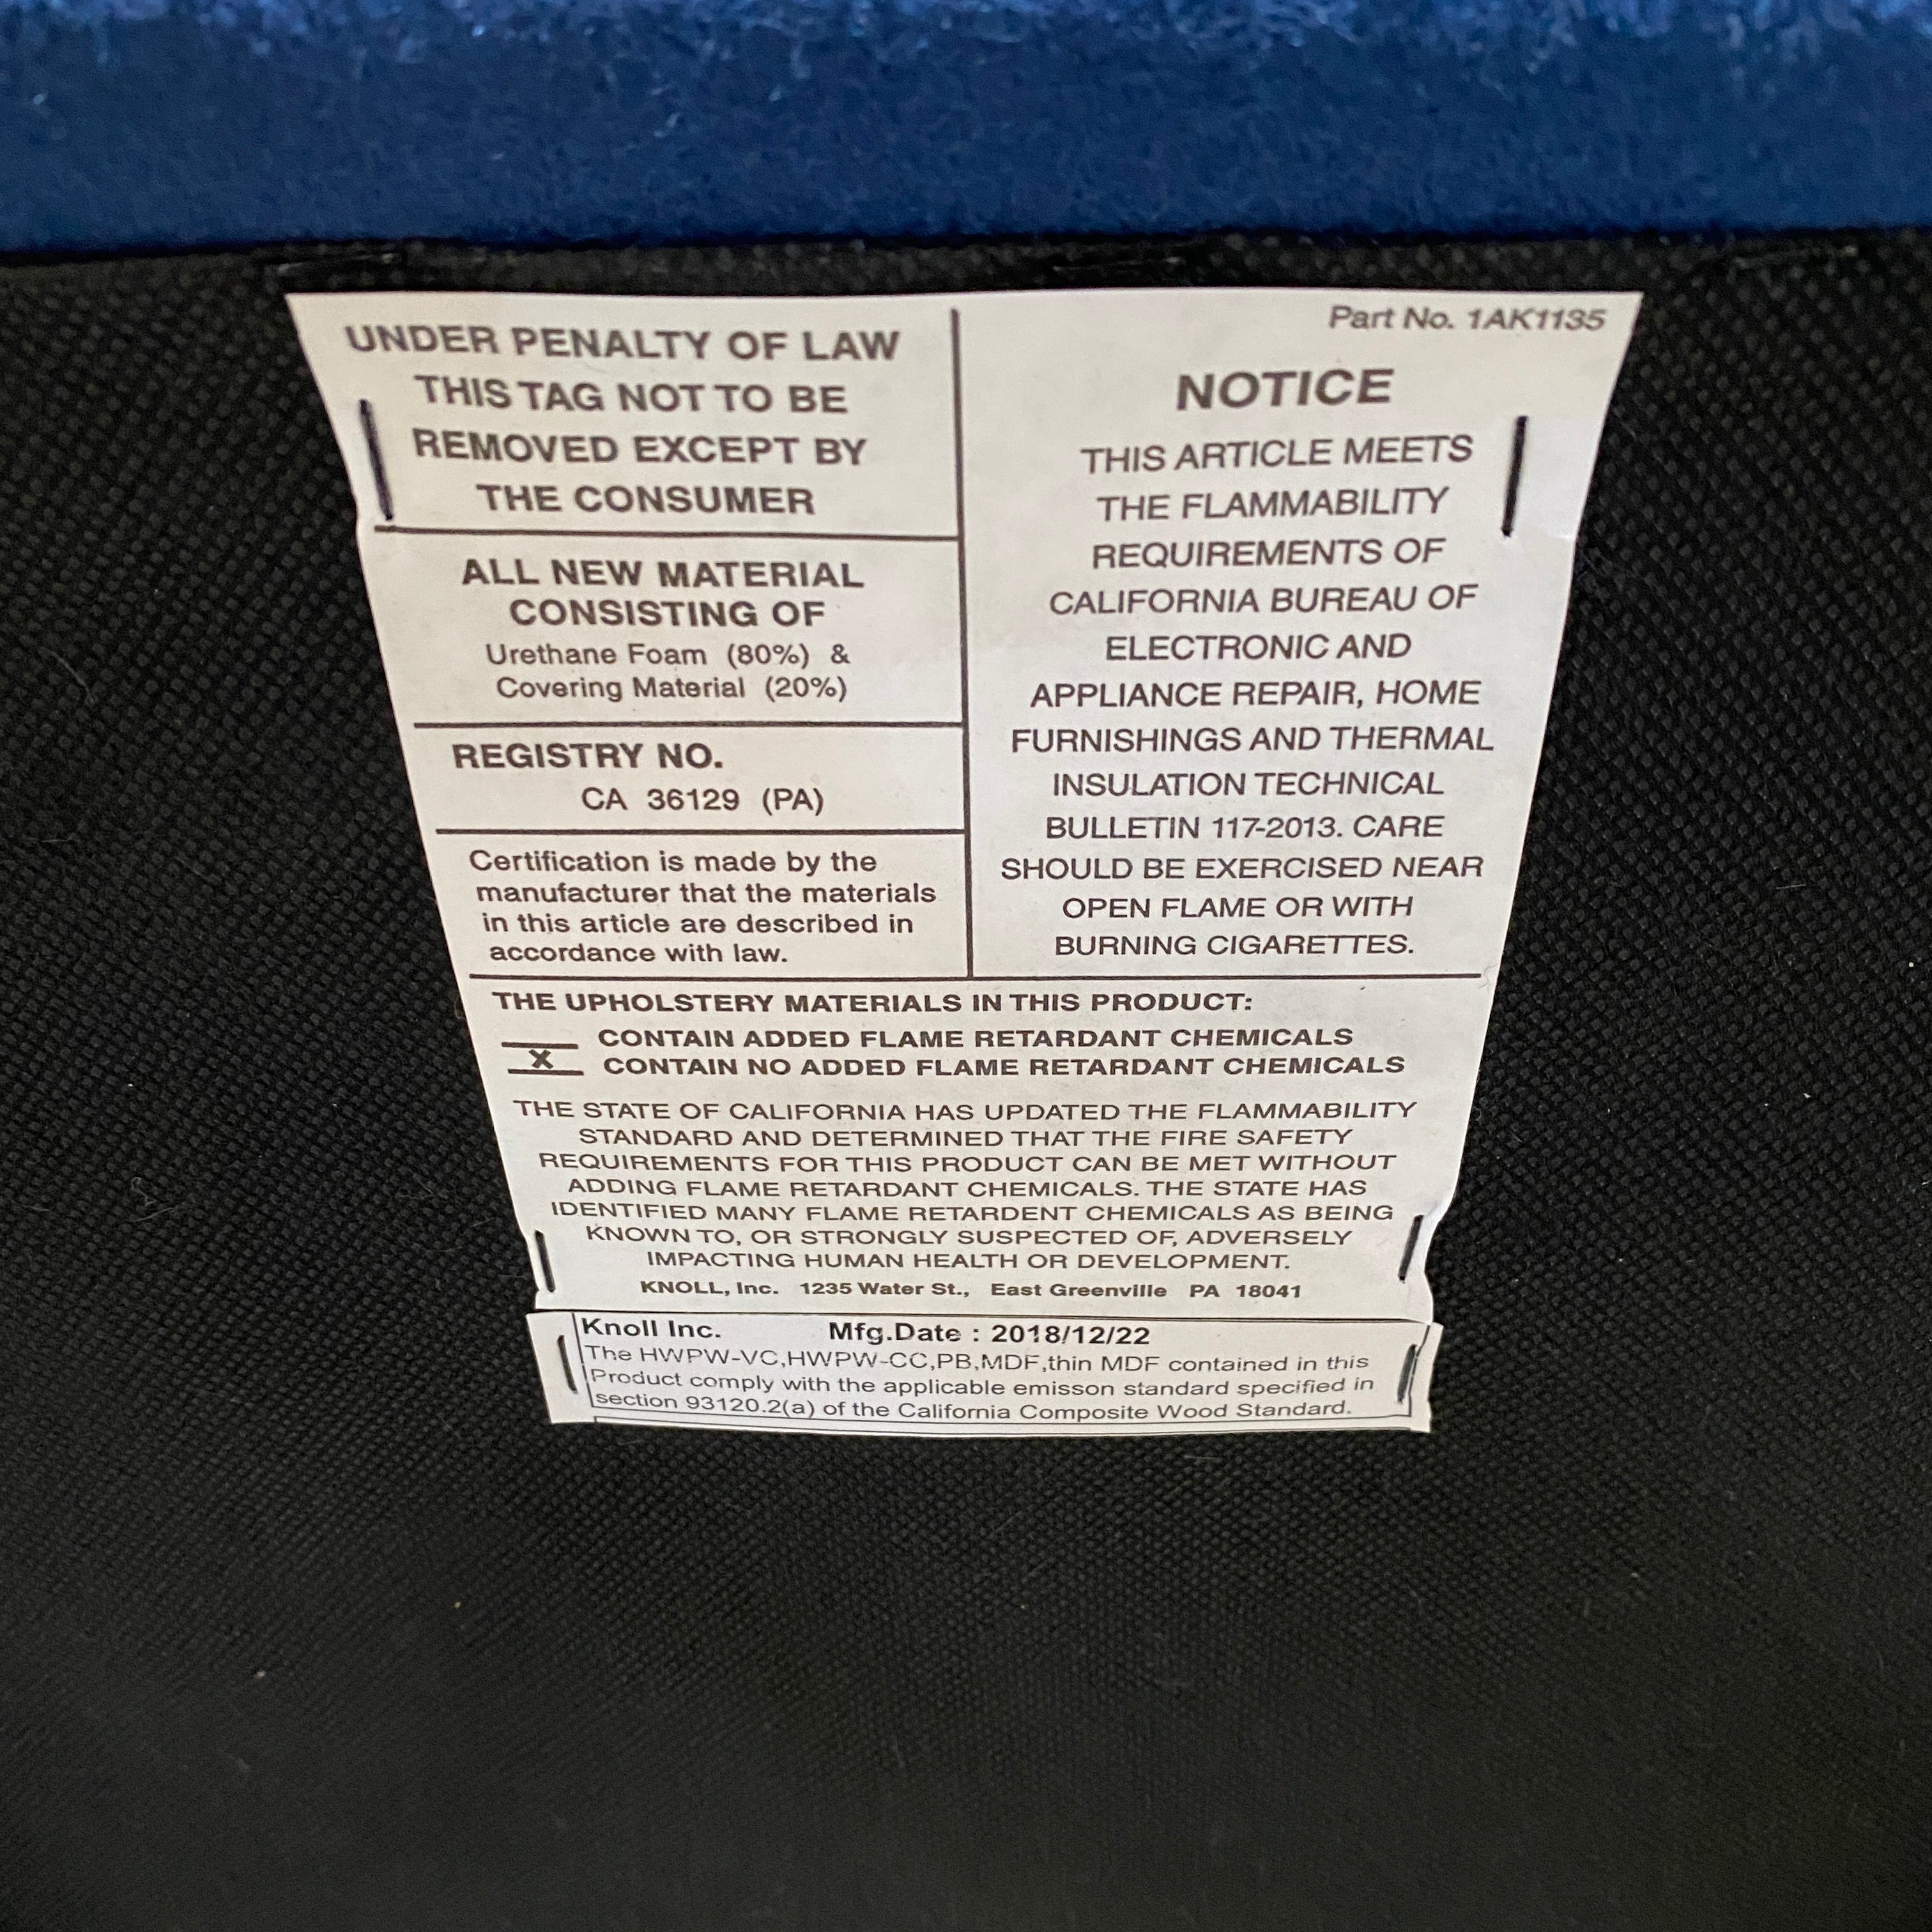 UNDER PENALTY OF LAW
THIS TAG NOT TO BE
REMOVED EXCEPT BY
THE CONSUMER
ALL NEW MATERIAL
CONSISTING OF
Urethane Foam (80%) &
Covering Material (20%)
REGISTRY NO.
CA 36129 (PA)
Certification is made by the
manufacturer that the materials
in this article are described in
accordance with law.
Part No. 1AK1135
NOTICE
THIS ARTICLE MEETS
THE FLAMMABILITY
REQUIREMENTS OF
CALIFORNIA BUREAU OF
ELECTRONIC AND
APPLIANCE REPAIR, HOME
FURNISHINGS AND THERMAL
INSULATION TECHNICAL
BULLETIN 117-2013. CARE
SHOULD BE EXERCISED NEAR
OPEN FLAME OR WITH
BURNING CIGARETTES.
THE UPHOLSTERY MATERIALS IN THIS PRODUCT:
CONTAIN ADDED FLAME RETARDANT CHEMICALS
X CONTAIN NO ADDED FLAME RETARDANT CHEMICALS
THE STATE OF CALIFORNIA HAS UPDATED THE FLAMMABILITY
STANDARD AND DETERMINED THAT THE FIRE SAFETY
REQUIREMENTS FOR THIS PRODUCT CAN BE MET WITHOUT
ADDING FLAME RETARDANT CHEMICALS. THE STATE HAS
IDENTIFIED MANY FLAME RETARDENT CHEMICALS AS BEING
KNOWN TO, OR STRONGLY SUSPECTED OF, ADVERSELY
IMPACTING HUMAN HEALTH OR DEVELOPMENT.
KNOLL, Inc. 1235 Water St., East Greenville PA 18041
Knoll Inc. Mfg.Date : 2018/12/22
The HWPW-VC,HWPW-CC,PB,MDF,thin MDF contained in this
Product comply with the applicable emisson standard specified in
section 93120.2(a) of the California Composite Wood Standard.